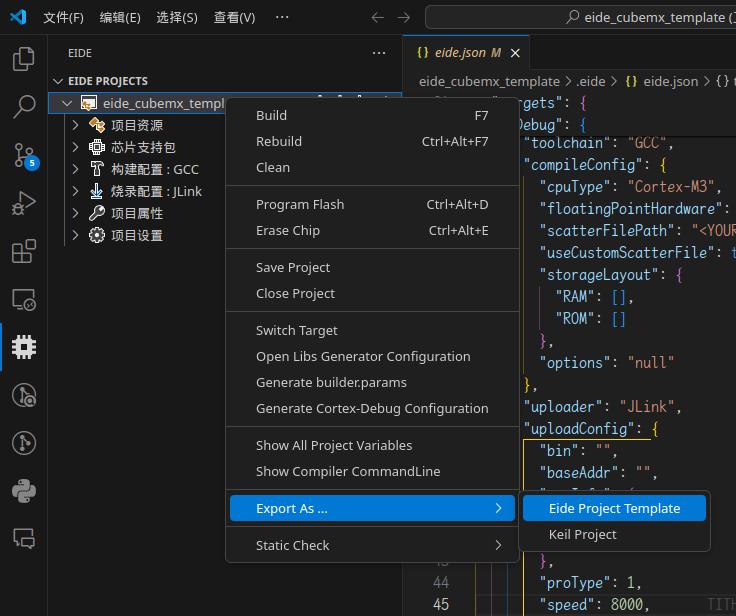 文件(F) 编辑(E) 选择(S) 查看(V) ··· eide_cubemx_template (
EIDE ···
EIDE PROJECTS
eide_cubemx_templ
项目资源
芯片支持包
构建配置 : GCC
烧录配置 : JLink
项目属性
项目设置
5
Build F7
Rebuild Ctrl+Alt+F7
Clean
Program Flash Ctrl+Alt+D
Erase Chip Ctrl+Alt+E
Save Project
Close Project
Switch Target
Open Libs Generator Configuration
Generate builder.params
Generate Cortex-Debug Configuration
Show All Project Variables
Show Compiler CommandLine
Export As ...
Static Check
Eide Project Template
Keil Project
{} eide.json M
eide_cubemx_template > .eide > {} eide.json > {} t
rgets": {
Debug": {
"toolchain": "GCC",
"compileConfig": {
"cpuType": "Cortex-M3",
"floatingPointHardware":
"scatterFilePath": "<YOUR
"useCustomScatterFile": t
"storageLayout": {
"RAM": [],
"ROM": []
},
"options": "null"
},
"uploader": "JLink",
"uploadConfig": {
"bin": "",
"baseAddr": "",
},
44 "proType": 1,
45 "speed": 8000,